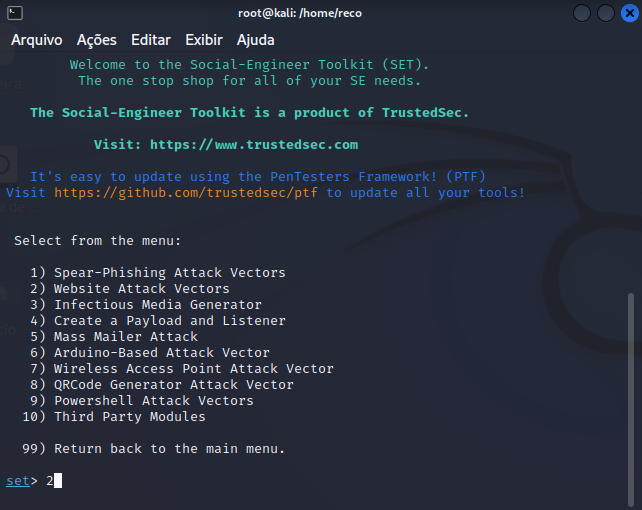 root@kali: /home/reco
Arquivo Ações Editar Exibir Ajuda
Welcome to the Social-Engineer Toolkit (SET).
The one stop shop for all of your SE needs.
The Social-Engineer Toolkit is a product of TrustedSec.
Visit: https://www.trustedsec.com
It's easy to update using the PenTesters Framework! (PTF)
Visit https://github.com/trustedsec/ptf to update all your tools!
Select from the menu:
1) Spear-Phishing Attack Vectors
2) Website Attack Vectors
3) Infectious Media Generator
4) Create a Payload and Listener
5) Mass Mailer Attack
6) Arduino-Based Attack Vector
7) Wireless Access Point Attack Vector
8) QRCode Generator Attack Vector
9) Powershell Attack Vectors
10) Third Party Modules
99) Return back to the main menu.
set> 2